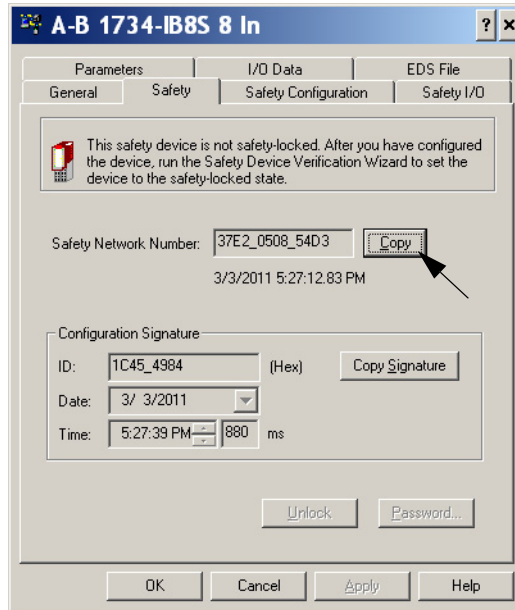 A-B 1734-IB8S 8 In
? ×
Parameters I/O Data EDS File
General Safety Safety Configuration Safety I/O
This safety device is not safety-locked. After you have configured
the device, run the Safety Device Verification Wizard to set the
device to the safety-locked state.
Safety Network Number: 37E2_0508_54D3 Copy
3/3/2011 5:27:12.83 PM
Configuration Signature
ID: 1C45_4984 (Hex) Copy Signature
Date: 3/ 3/2011
Time: 5:27:39 PM 880 ms
Unlock Password...
OK Cancel Apply Help